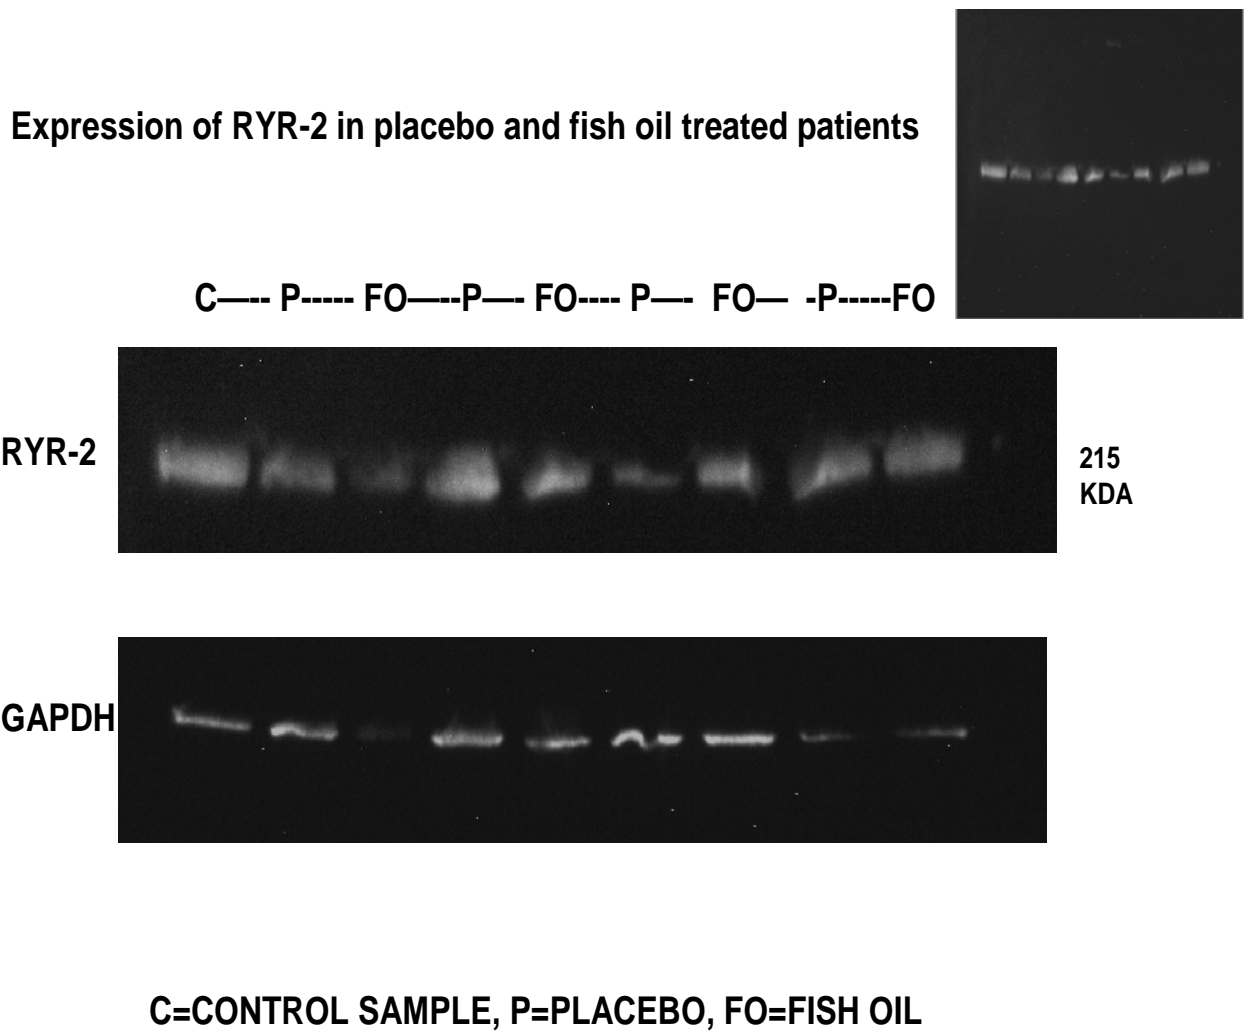 Expression of RYR-2 in placebo and fish oil treated patients
C—-- P----- FO—--P—- FO---- P—- FO— -P-----FO
RYR-2
215
KDA
GAPDH
C=CONTROL SAMPLE, P=PLACEBO, FO=FISH OIL